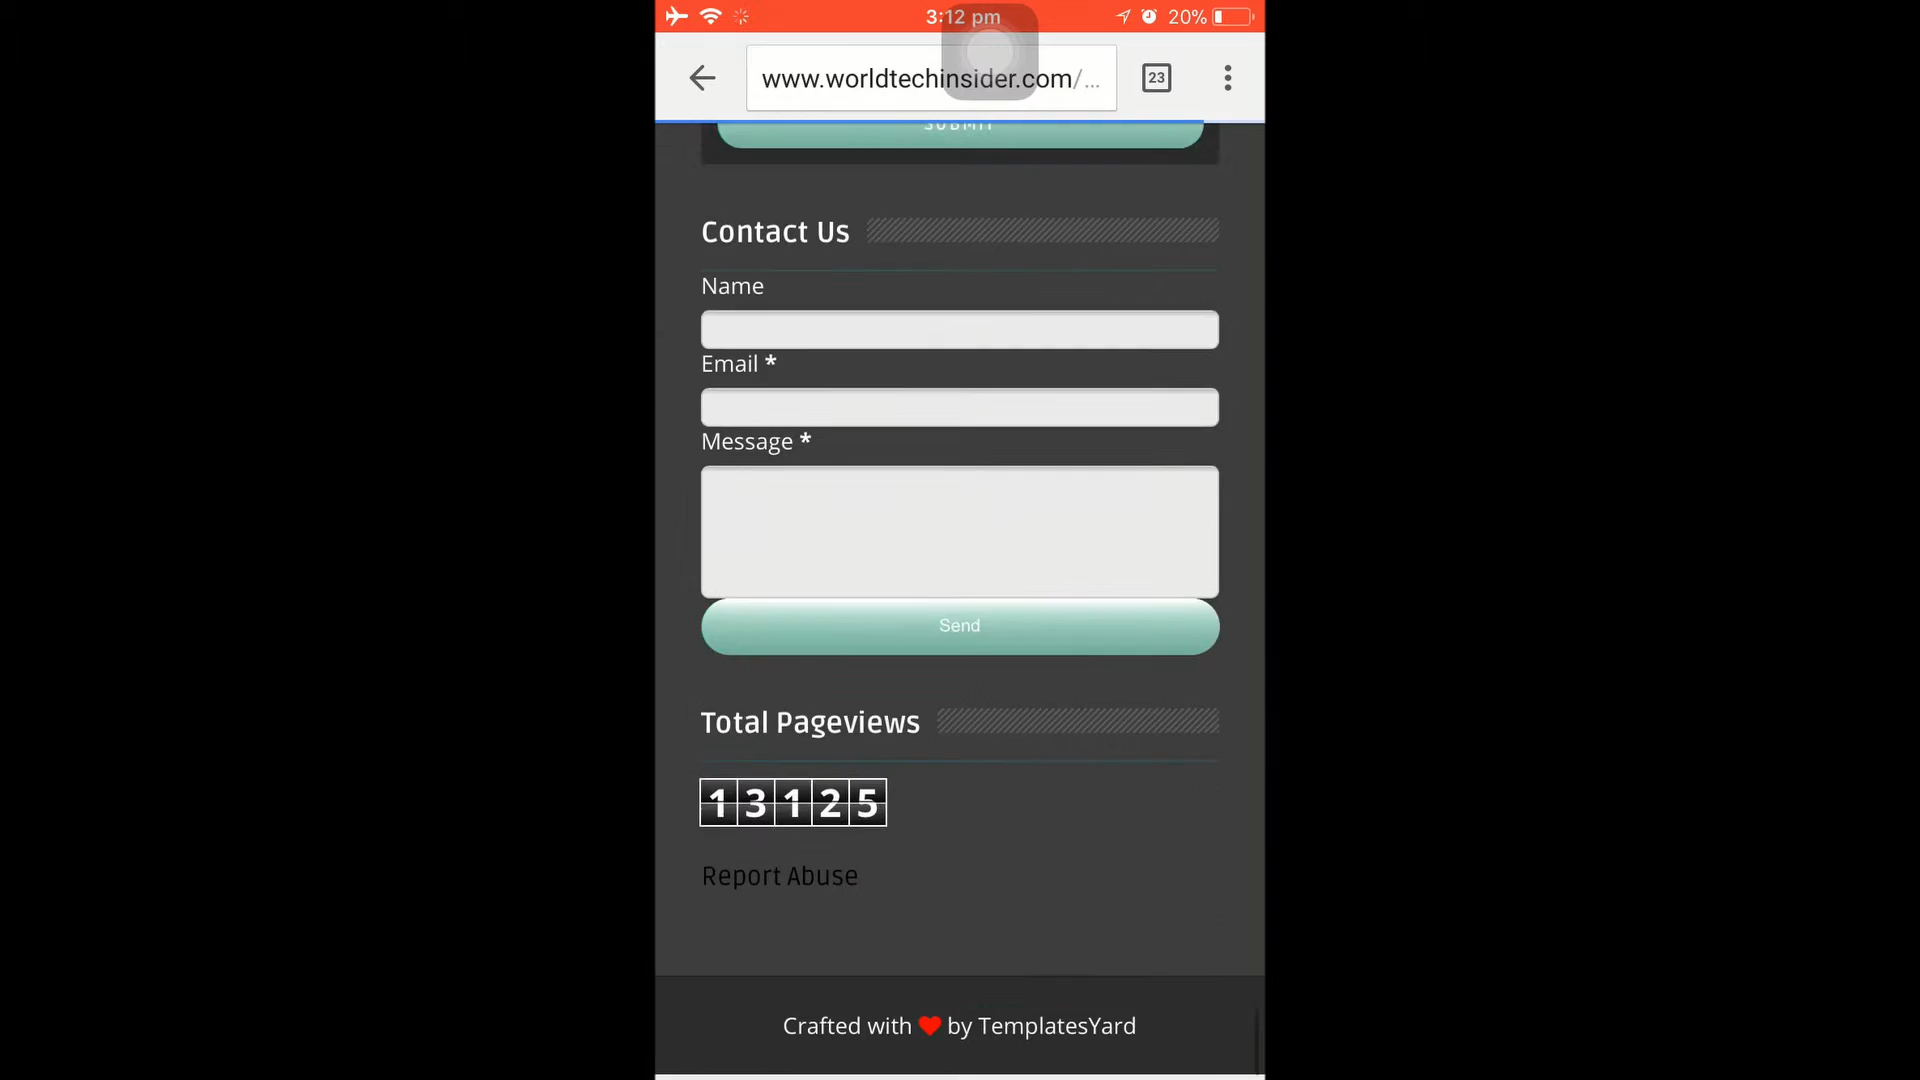 3:12 pm
20%
www.worldtechinsider.com/...
23
SUBMIT
Contact Us
Name
Email *
Message *
Send
Total Pageviews
13125
Report Abuse
Crafted with ❤ by TemplatesYard